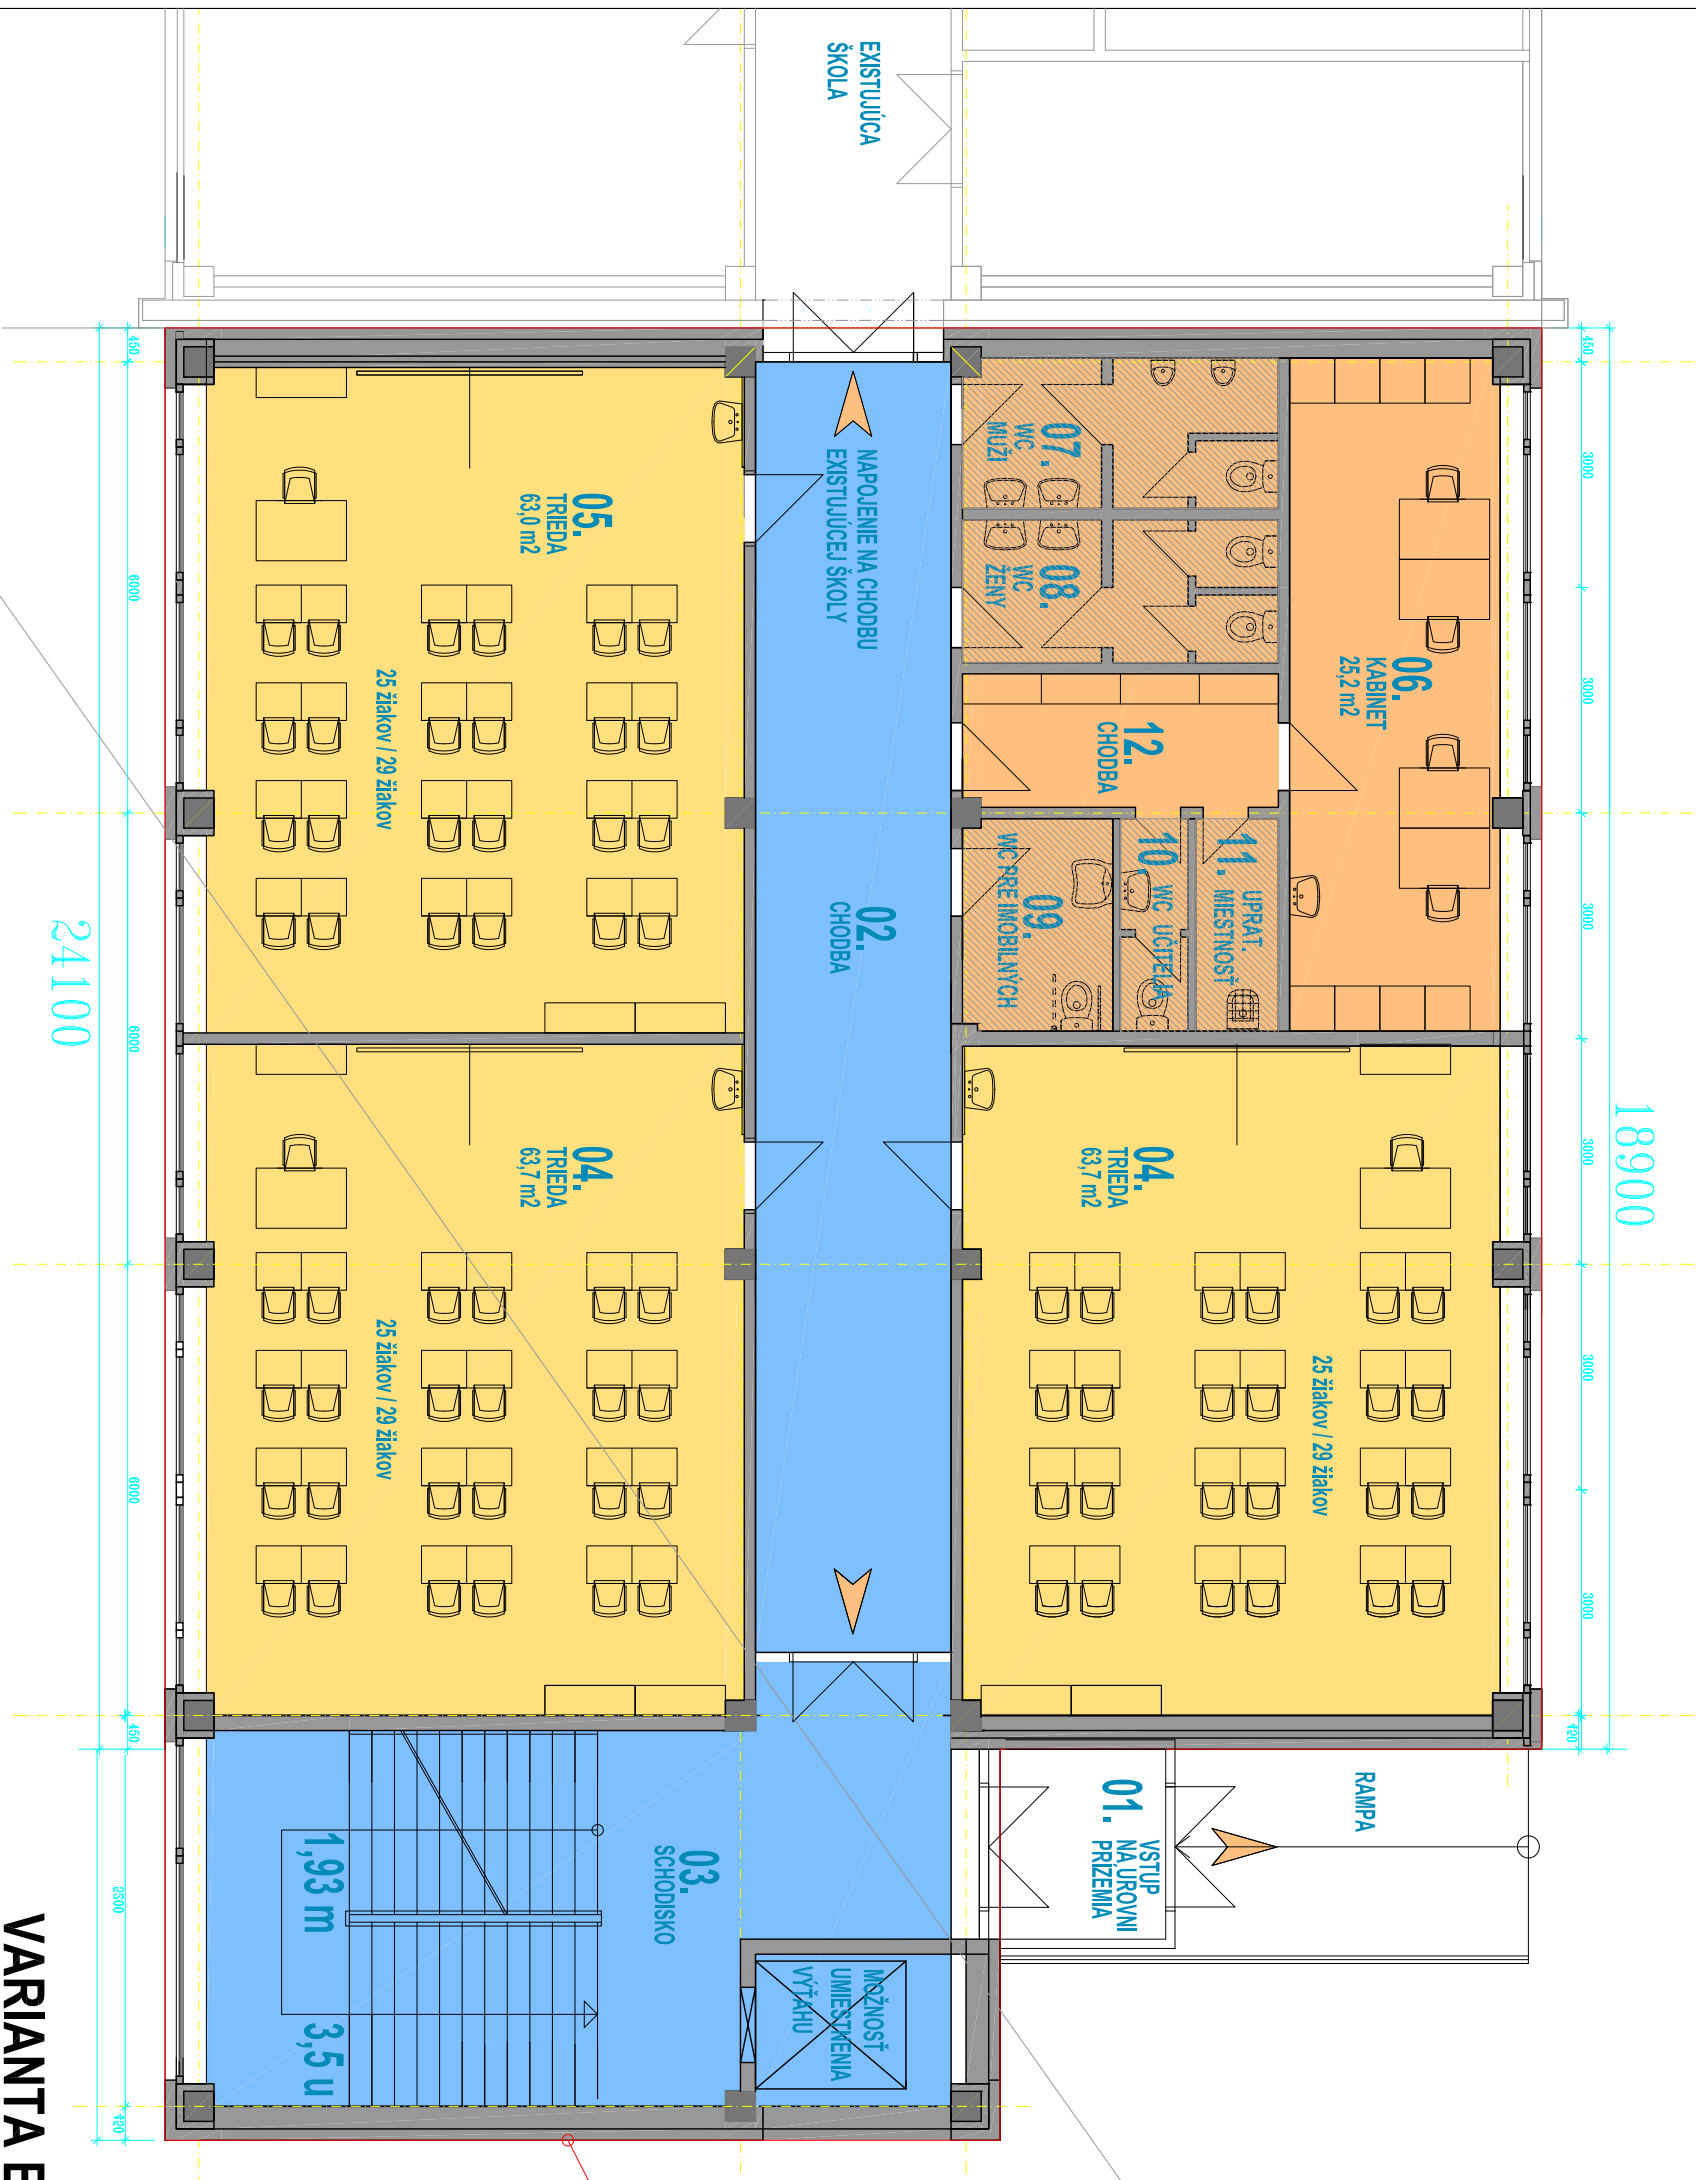 EXISTUJÚCA
ŠKOLA
450
3000
3000
3000
3000
3000
3000
450
18900
06.
KABINET
25,2 m2
07.
WC
MUŽI
08.
WC
ŽENY
12.
CHODBA
11. UPRAT.
MIESTNOSŤ
10. WC UČITELIA
09.
WC PRE IMOBILNÝCH
04.
TRIEDA
63,7 m2
25 žiakov / 29 žiakov
RAMPA
01. VSTUP
NA ÚROVNI
PRÍZEMIA
NAPOJENIE NA CHODBU
EXISTUJÚCEJ ŠKOLY
02.
CHODBA
MOŽNOSŤ
UMIESTNENIA
VÝŤAHU
03.
SCHODISKO
1,93 m
3,5 u
05.
TRIEDA
63,0 m2
25 žiakov / 29 žiakov
04.
TRIEDA
63,7 m2
25 žiakov / 29 žiakov
450
6000
6000
6000
450
5200
450
24100
VARIANTA